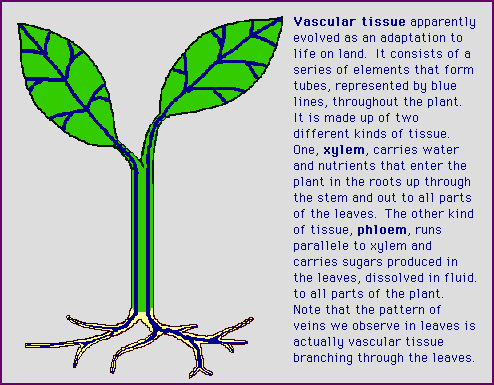 Vascular tissue apparently
evolved as an adaptation to
life on land. It consists of a
series of elements that form
tubes, represented by blue
lines, throughout the plant.
It is made up of two
different kinds of tissue.
One, xylem, carries water
and nutrients that enter the
plant in the roots up through
the stem and out to all parts
of the leaves. The other kind
of tissue, phloem, runs
parallele to xylem and
carries sugars produced in
the leaves, dissolved in fluid.
to all parts of the plant.
Note that the pattern of
veins we observe in leaves is
actually vascular tissue
branching through the leaves.